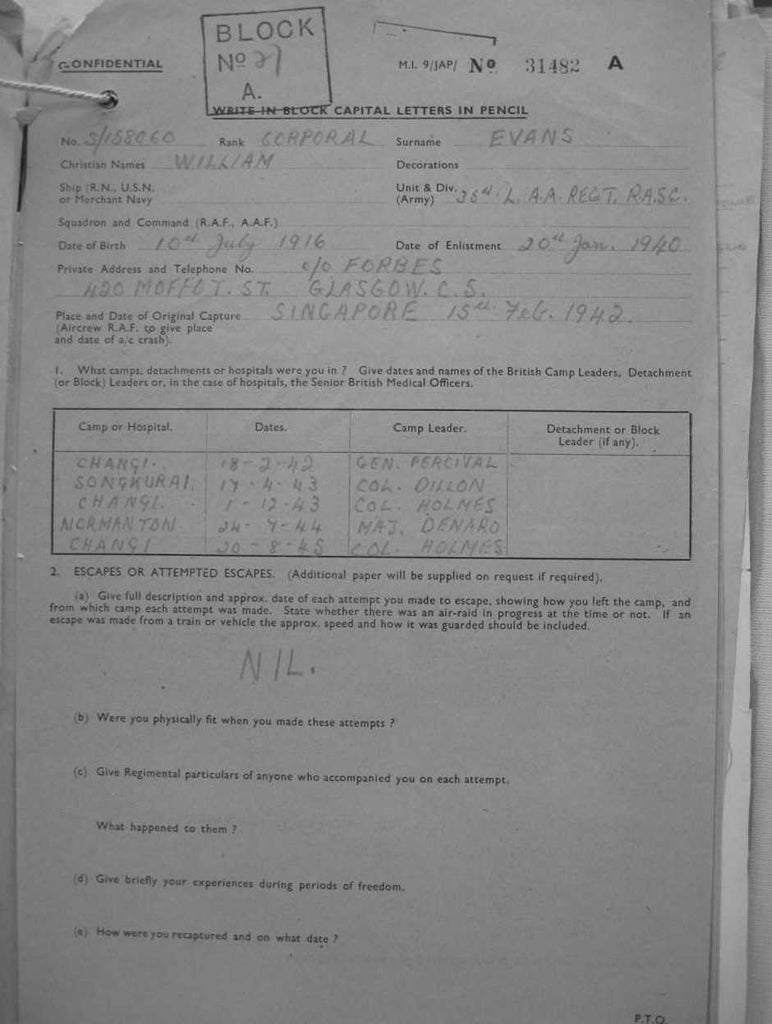 BLOCK
CONFIDENTIAL
Nº 27
M.I. 9/JAP/ Nº 31482 A
A.
WRITE IN BLOCK CAPITAL LETTERS IN PENCIL
No. S/158060 Rank CORPORAL Surname EVANS
Christian Names WILLIAM Decorations
Ship (R.N., U.S.N. or Merchant Navy Unit & Div. (Army) 35th L. A.A. REGT. R.A.S.C.
Squadron and Command (R.A.F., A.A.F.)
Date of Birth 10th July 1916 Date of Enlistment 20th Jan. 1940
Private Address and Telephone No. c/o FORBES
420 MOFFOT. ST. GLASGOW. C.S.
Place and Date of Original Capture SINGAPORE 15th Feb. 1942.
(Aircrew R.A.F. to give place
and date of a/c crash).
1. What camps, detachments or hospitals were you in ? Give dates and names of the British Camp Leaders, Detachment
(or Block) Leaders or, in the case of hospitals, the Senior British Medical Officers.
Camp or Hospital. Dates. Camp Leader. Detachment or Block
Leader (if any).
CHANGI. 18-2-42 GEN. PERCIVAL
SONGKURAI. 17-4-43 COL. DILLON
CHANGI. 1-12-43 COL. HOLMES
NORMANTON 24-9-44 MAJ. DENARO
CHANGI 20-8-45 COL. HOLMES
2. ESCAPES OR ATTEMPTED ESCAPES. (Additional paper will be supplied on request if required).
(a) Give full description and approx. date of each attempt you made to escape, showing how you left the camp, and
from which camp each attempt was made. State whether there was an air-raid in progress at the time or not. If an
escape was made from a train or vehicle the approx. speed and how it was guarded should be included.
NIL.
(b) Were you physically fit when you made these attempts ?
(c) Give Regimental particulars of anyone who accompanied you on each attempt.
What happened to them ?
(d) Give briefly your experiences during periods of freedom.
(e) How were you recaptured and on what date ?
P.T.O.